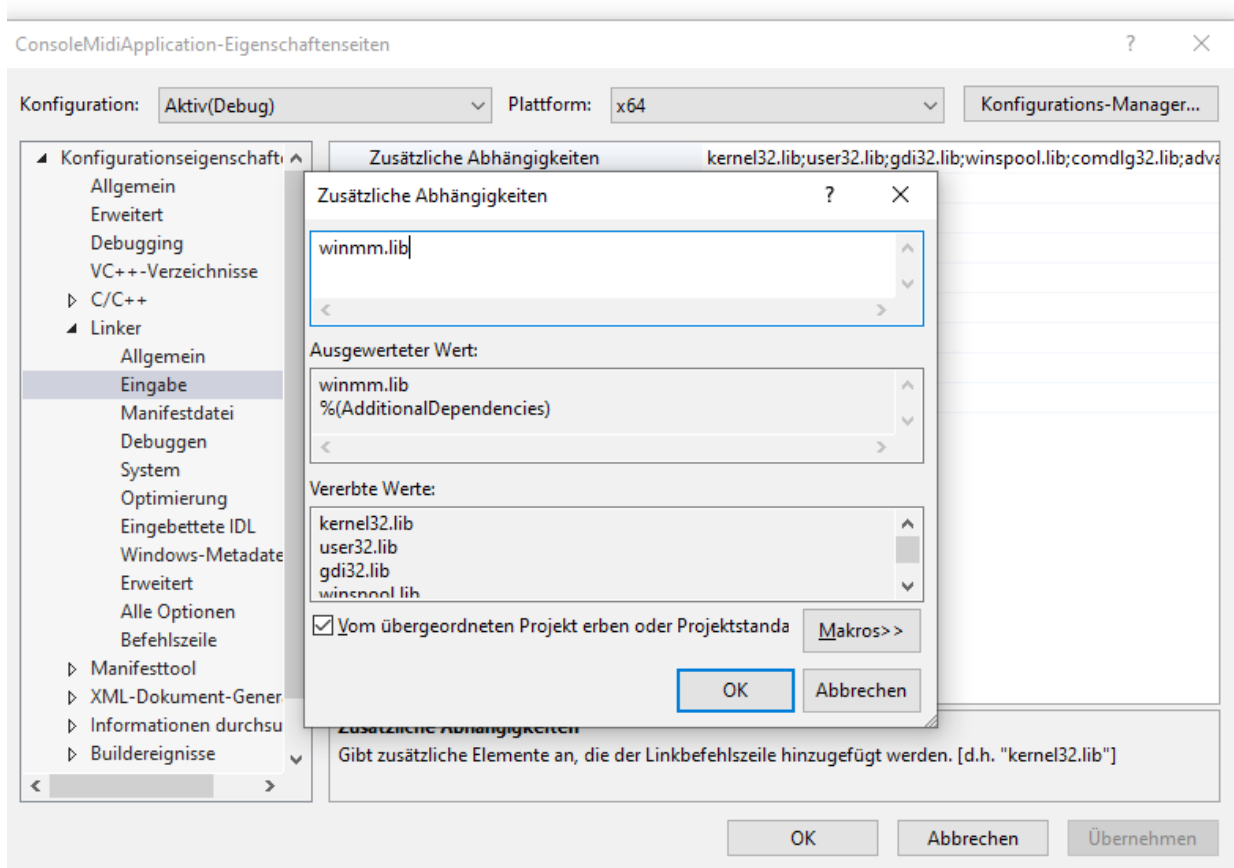 ConsoleMidiApplication-Eigenschaftenseiten ?
Konfiguration: Aktiv(Debug) Plattform: x64 Konfigurations-Manager...
Konfigurationseigenschaft
Allgemein
Erweitert
Debugging
VC++-Verzeichnisse
C/C++
Linker
Allgemein
Eingabe
Manifestdatei
Debuggen
System
Optimierung
Eingebettete IDL
Windows-Metadate
Erweitert
Alle Optionen
Befehlszeile
Manifesttool
XML-Dokument-Gener
Informationen durchsu
Buildereignisse
Zusätzliche Abhängigkeiten kernel32.lib;user32.lib;gdi32.lib;winspool.lib;comdlg32.lib;adva
Zusätzliche Abhängigkeiten ?
winmm.lib
Ausgewerteter Wert:
winmm.lib
%(AdditionalDependencies)
Vererbte Werte:
kernel32.lib
user32.lib
gdi32.lib
winspool.lib
Vom übergeordneten Projekt erben oder Projektstanda Makros>>
OK Abbrechen
Zusätzliche Abhängigkeiten
Gibt zusätzliche Elemente an, die der Linkbefehlszeile hinzugefügt werden. [d.h. "kernel32.lib"]
OK Abbrechen Übernehmen